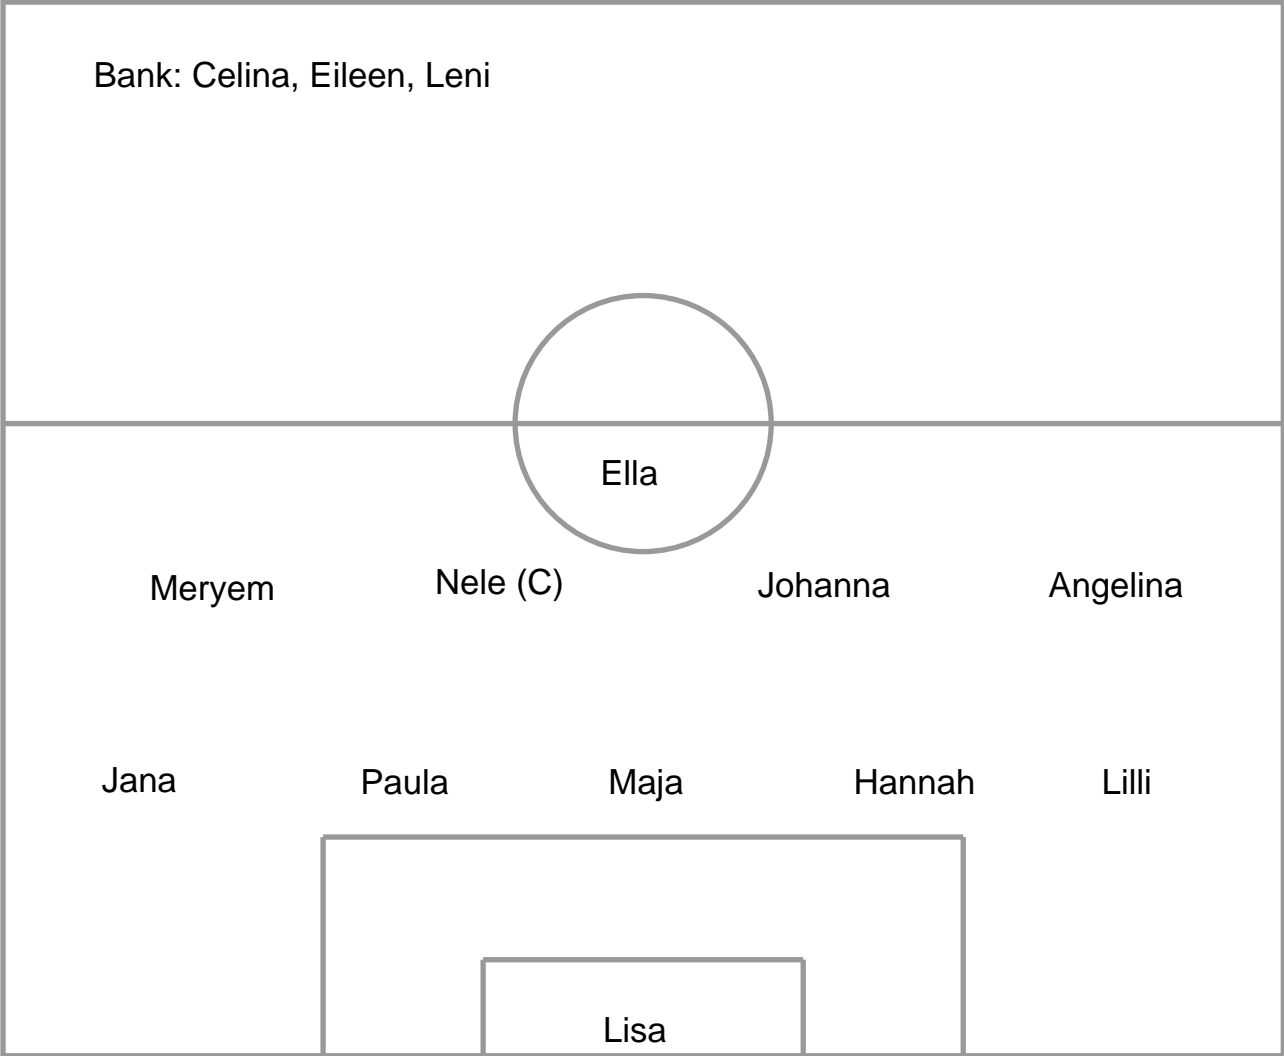 Bank: Celina, Eileen, Leni
Ella
Meryem Nele (C) Johanna Angelina
Jana Paula Maja Hannah Lilli
Lisa